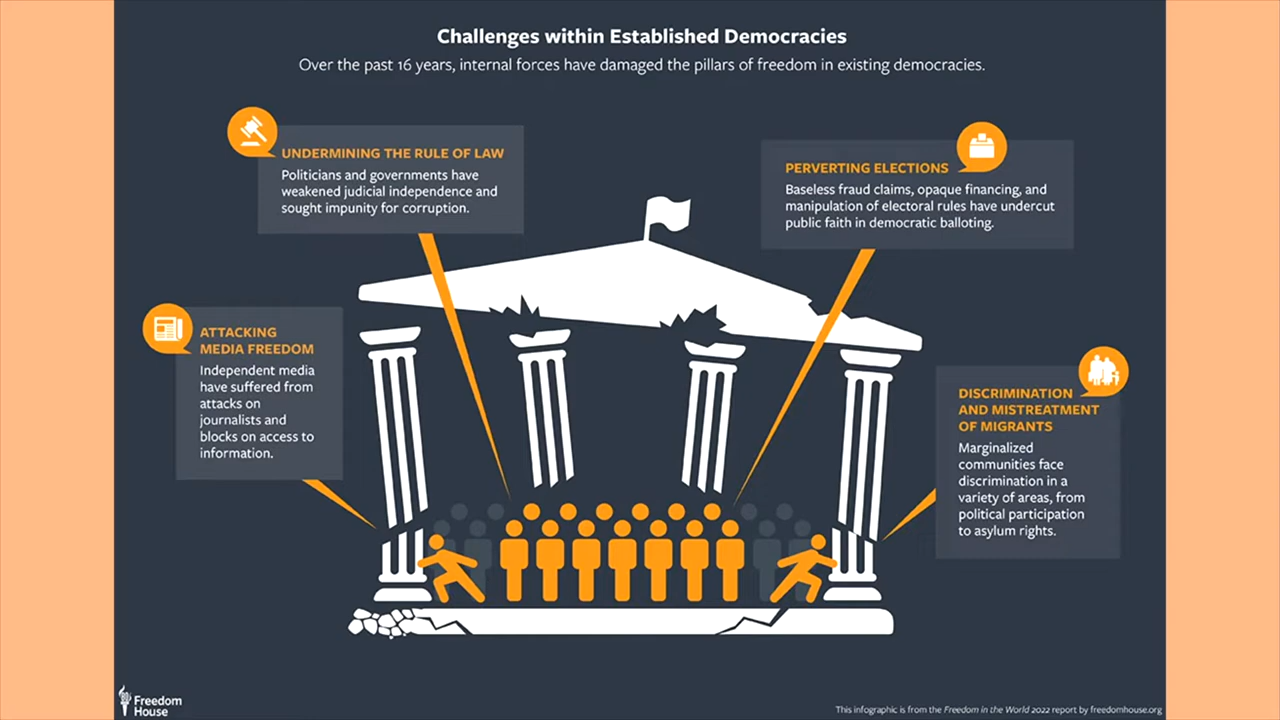 Challenges within Established Democracies
Over the past 16 years, internal forces have damaged the pillars of freedom in existing democracies.
UNDERMINING THE RULE OF LAW
Politicians and governments have
weakened judicial independence and
sought impunity for corruption.
PERVERTING ELECTIONS
Baseless fraud claims, opaque financing, and
manipulation of electoral rules have undercut
public faith in democratic balloting.
ATTACKING
MEDIA FREEDOM
Independent media
have suffered from
attacks on
journalists and
blocks on access to
information.
DISCRIMINATION
AND MISTREATMENT
OF MIGRANTS
Marginalized
communities face
discrimination in a
variety of areas, from
political participation
to asylum rights.
Freedom
House
This infographic is from the Freedom in the World 2022 report by freedomhouse.org